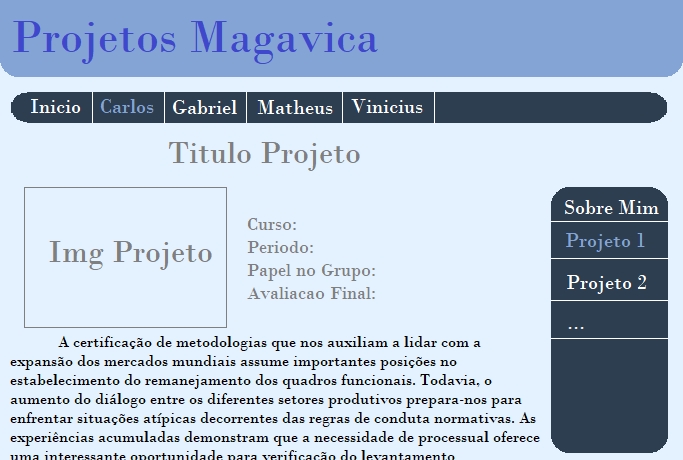 Projetos Magavica
Inicio Carlos Gabriel Matheus Vinicius
Titulo Projeto
Img Projeto
Curso:
Periodo:
Papel no Grupo:
Avaliacao Final:
Sobre Mim
Projeto 1
Projeto 2
...
A certificação de metodologias que nos auxiliam a lidar com a
expansão dos mercados mundiais assume importantes posições no
estabelecimento do remanejamento dos quadros funcionais. Todavia, o
aumento do diálogo entre os diferentes setores produtivos prepara-nos para
enfrentar situações atípicas decorrentes das regras de conduta normativas. As
experiências acumuladas demonstram que a necessidade de processual oferece
uma interessante oportunidade para verificação do levantamento